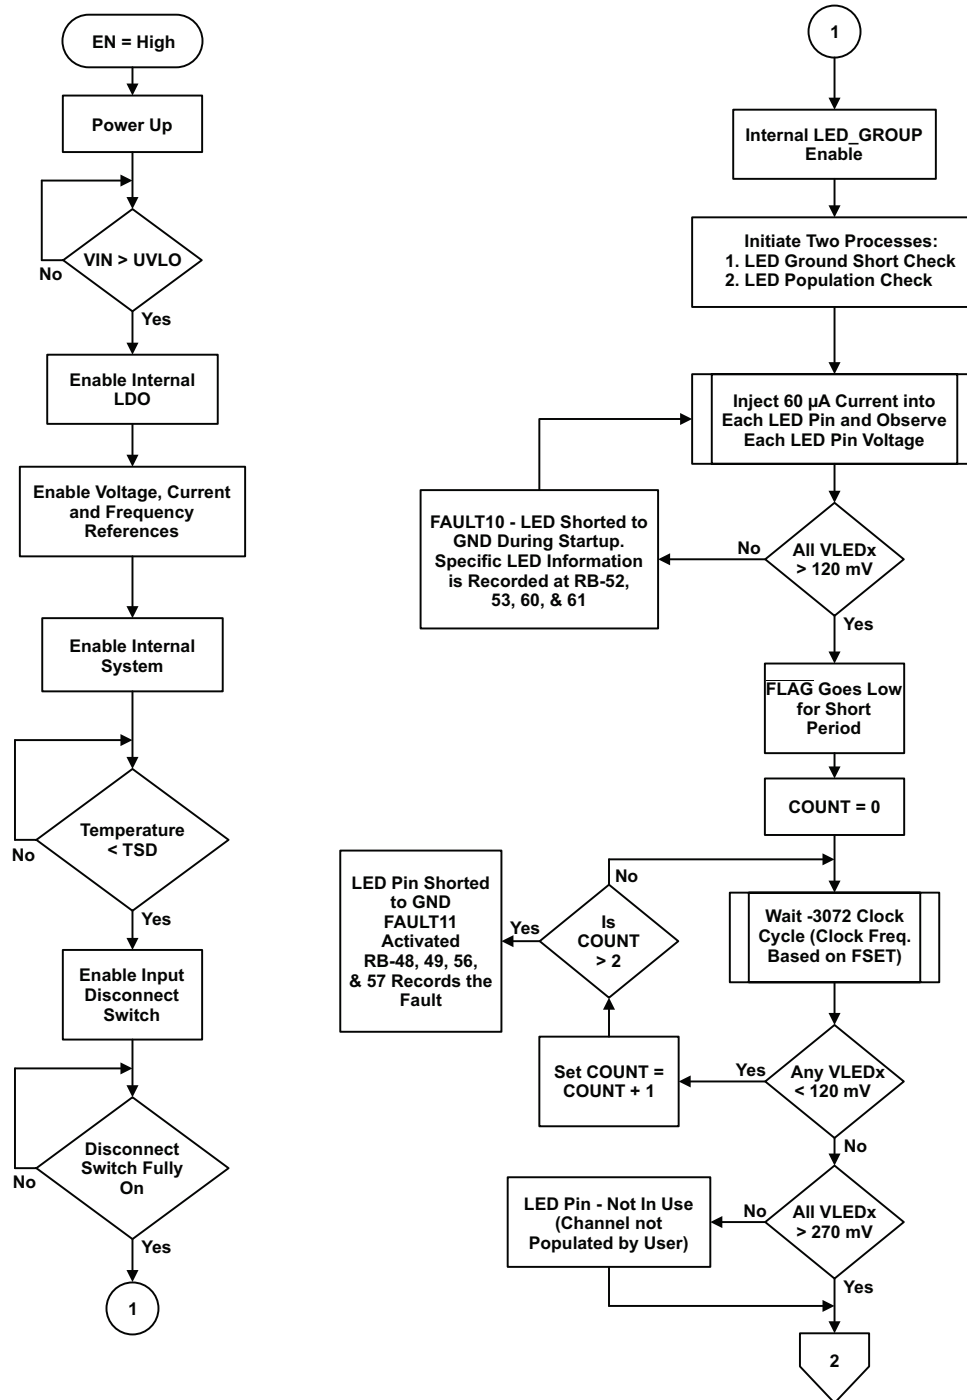 EN = High
Power Up
VIN > UVLO
No
Yes
Enable Internal
LDO
Enable Voltage, Current
and Frequency
References
Enable Internal
System
Temperature
< TSD
No
Yes
Enable Input
Disconnect
Switch
Disconnect
Switch Fully
On
No
Yes
1
1
Internal LED_GROUP
Enable
Initiate Two Processes:
1. LED Ground Short Check
2. LED Population Check
Inject 60 µA Current into
Each LED Pin and Observe
Each LED Pin Voltage
All VLEDx
> 120 mV
No
FAULT10 - LED Shorted to
GND During Startup.
Specific LED Information
is Recorded at RB-52,
53, 60, & 61
Yes
FLAG Goes Low
for Short
Period
COUNT = 0
Wait -3072 Clock
Cycle (Clock Freq.
Based on FSET)
Any VLEDx
< 120 mV
Yes
Set COUNT =
COUNT + 1
Is
COUNT
> 2
No
Yes
LED Pin Shorted
to GND
FAULT11
Activated
RB-48, 49, 56,
& 57 Records the
Fault
No
All VLEDx
> 270 mV
No
LED Pin - Not In Use
(Channel not
Populated by User)
Yes
2